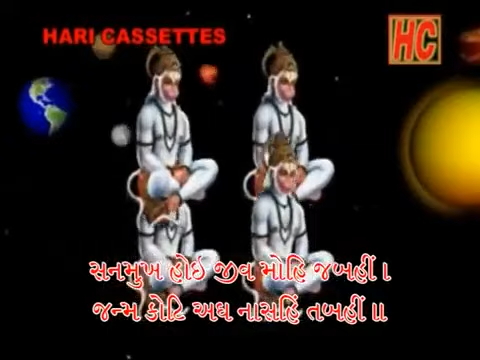 HARI CASSETTES
HC
સનમુખ હોઇ જીવ મોહિ જબહીં ।
જન્મ કોટિ અઘ નાસહિં તબહીં ॥